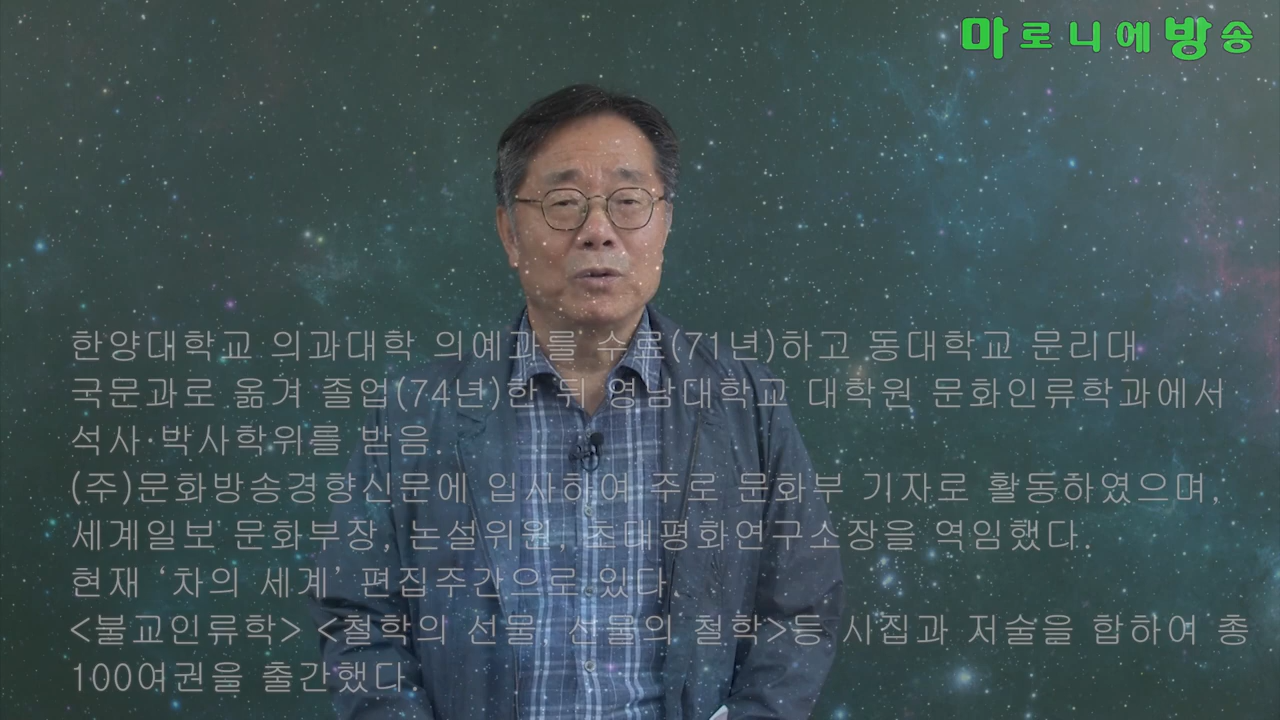 마로니에방송
한양대학교 의과대학 의예과를 수료(71년)하고 동대학교 문리대
국문과로 옮겨 졸업(74년)한 뒤 영남대학교 대학원 문화인류학과에서
석사·박사학위를 받음.
(주)문화방송경향신문에 입사하여 주로 문화부 기자로 활동하였으며,
세계일보 문화부장, 논설위원, 초대평화연구소장을 역임했다.
현재 ‘차의 세계’ 편집주간으로 있다.
<불교인류학> <철학의 선물 선물의 철학>등 시집과 저술을 합하여 총
100여권을 출간했다.